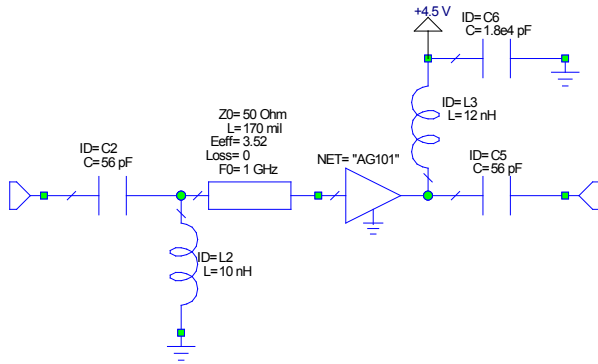 +4.5 V
ID=C6
C=1.8e4 pF
Z0=50 Ohm
L=170 mil
Eeff=3.52
Loss=0
F0=1 GHz
ID=L3
L=12 nH
ID=C2
C=56 pF
NET="AG101"
ID=C5
C=56 pF
ID=L2
L=10 nH